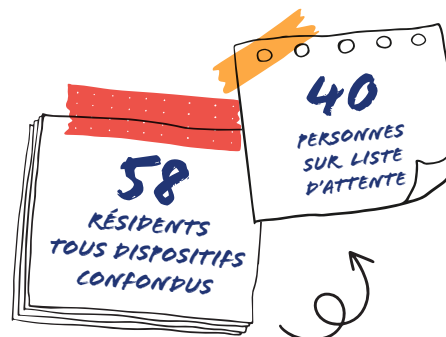 58
RÉSIDENTS
TOUS DISPOSITIFS
CONFONDUS
40
PERSONNES
SUR LISTE
D'ATTENTE